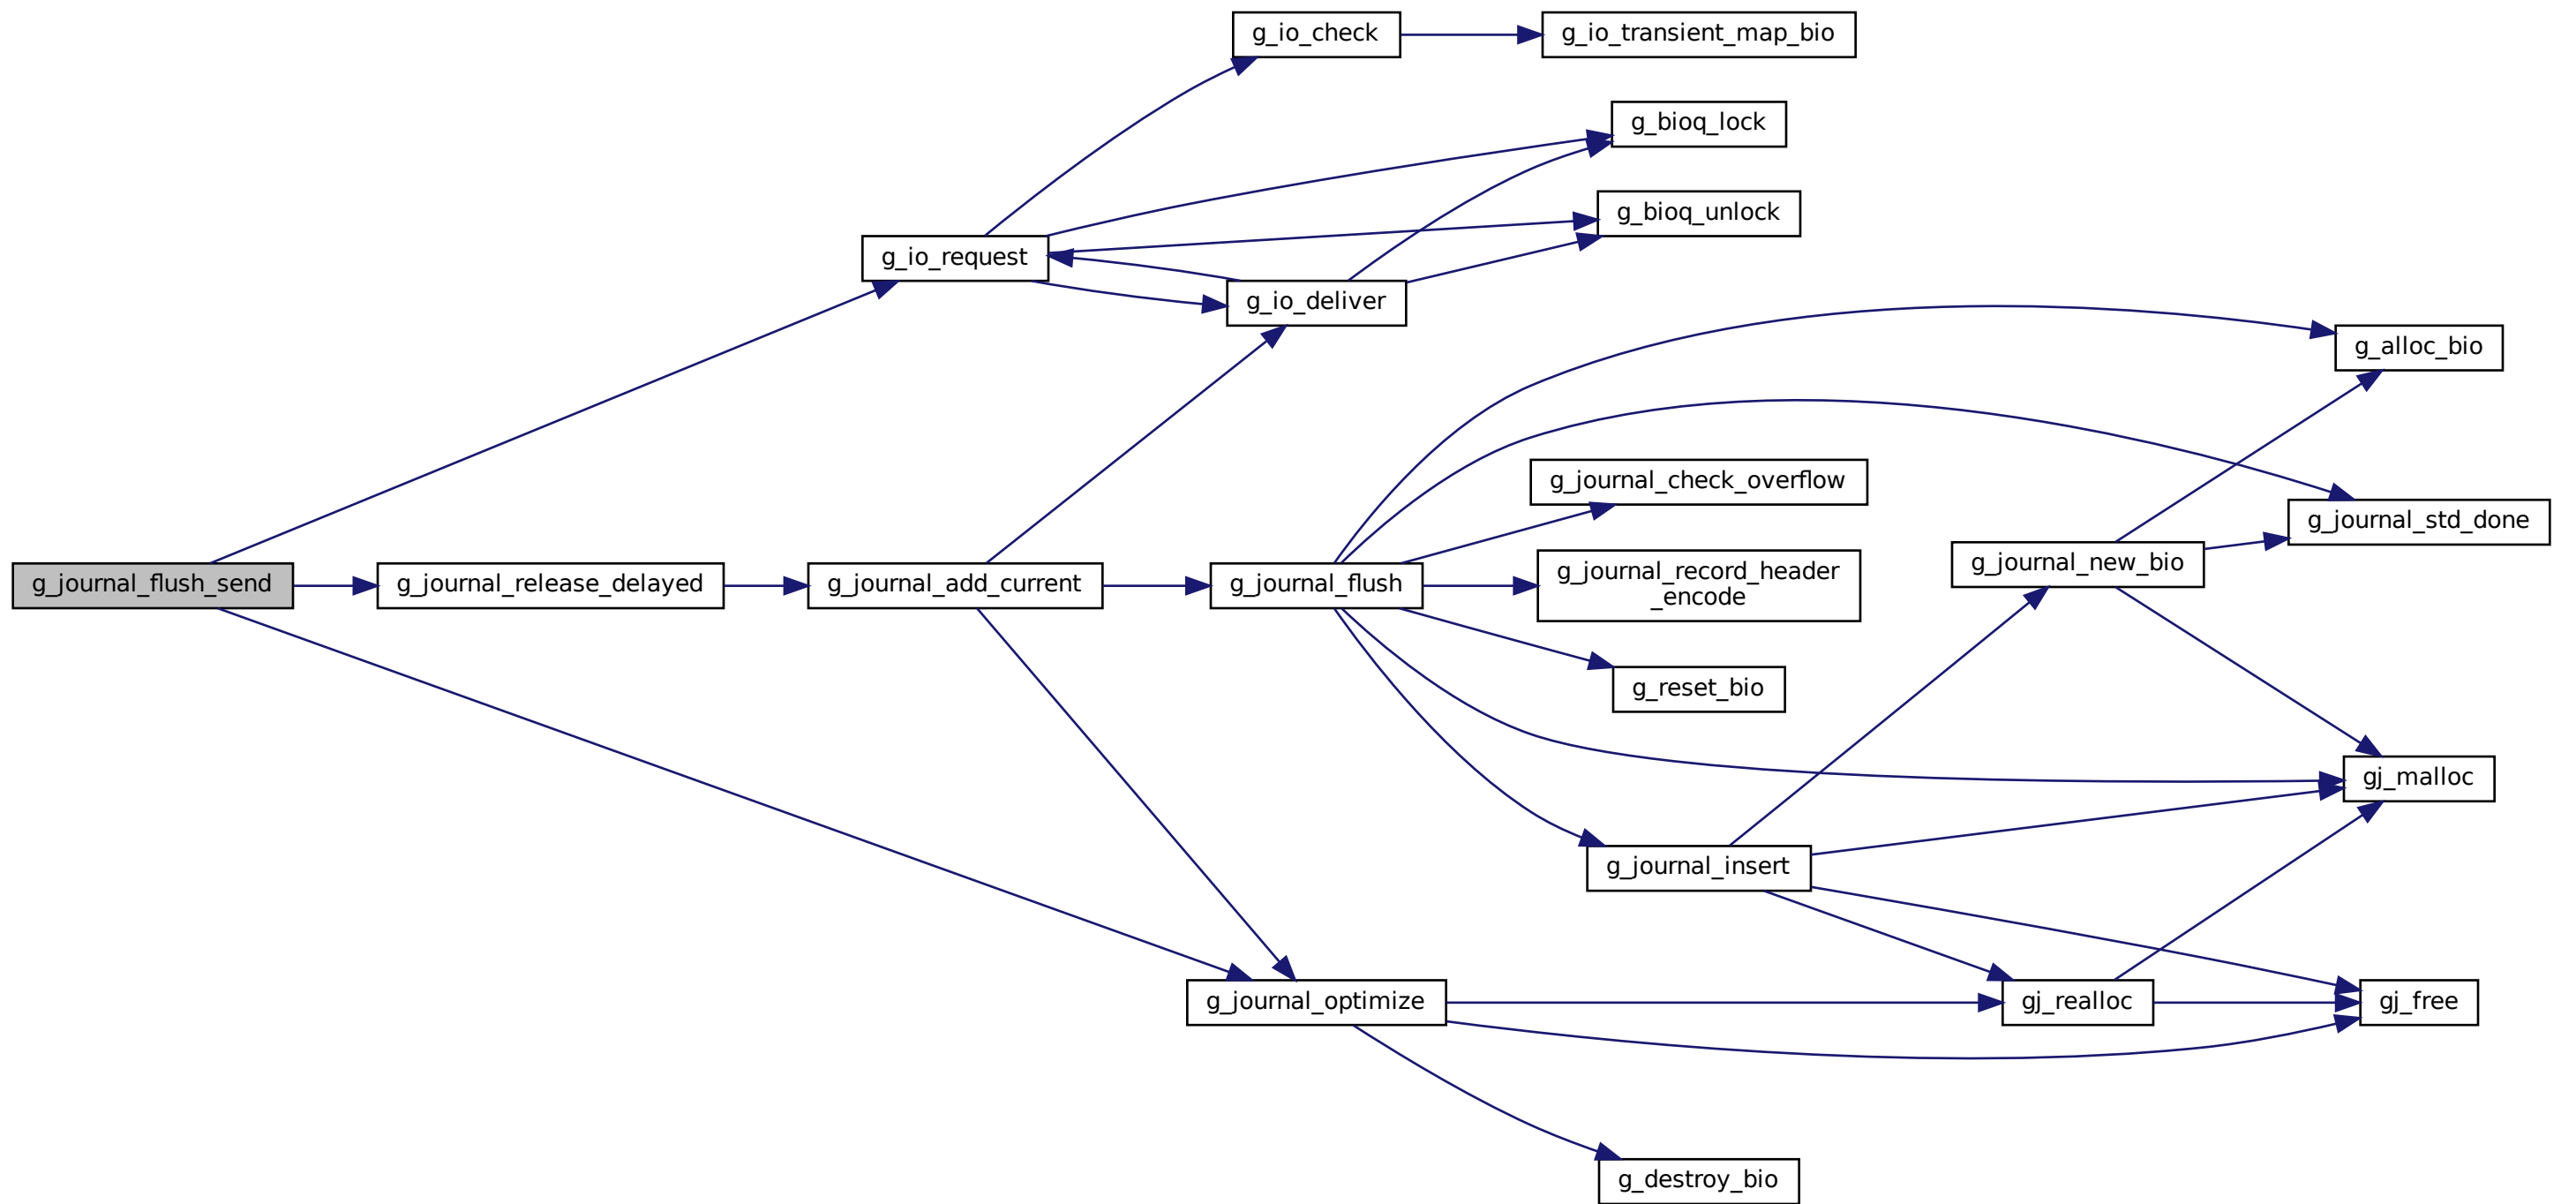 g_io_check
g_io_transient_map_bio
g_bioq_lock
g_bioq_unlock
g_io_request
g_io_deliver
g_alloc_bio
g_journal_check_overflow
g_journal_std_done
g_journal_flush_send
g_journal_release_delayed
g_journal_add_current
g_journal_flush
g_journal_record_header
_encode
g_journal_new_bio
g_reset_bio
gj_malloc
g_journal_insert
g_journal_optimize
gj_realloc
gj_free
g_destroy_bio